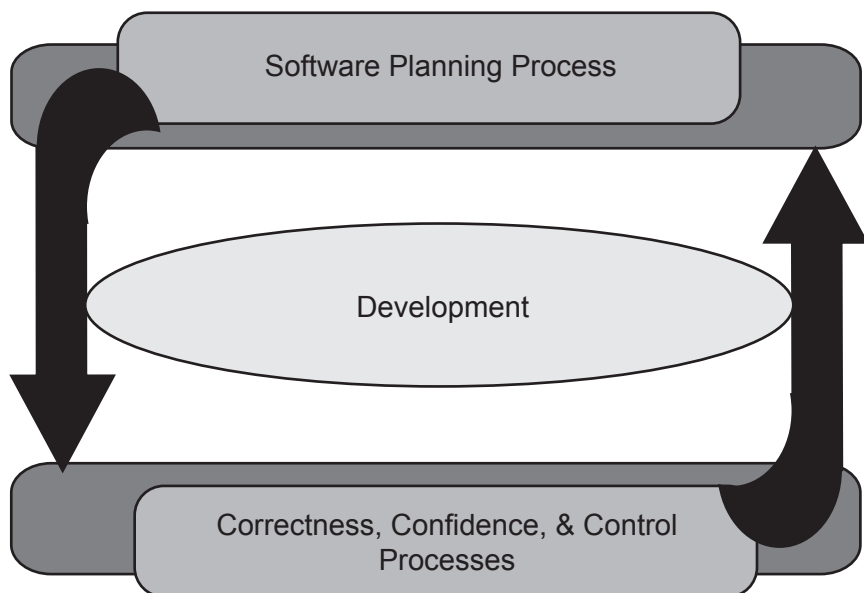 Software Planning Process
Development
Correctness, Confidence, & Control
Processes